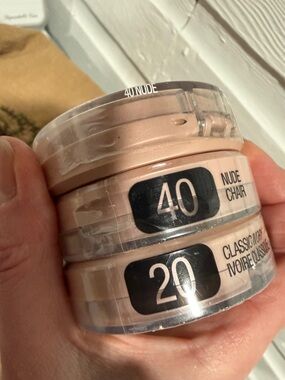 40 NUDE
40
NUDE
CHAIR
20
CLASSIC IVORY
IVOIRE CLASSIQUE